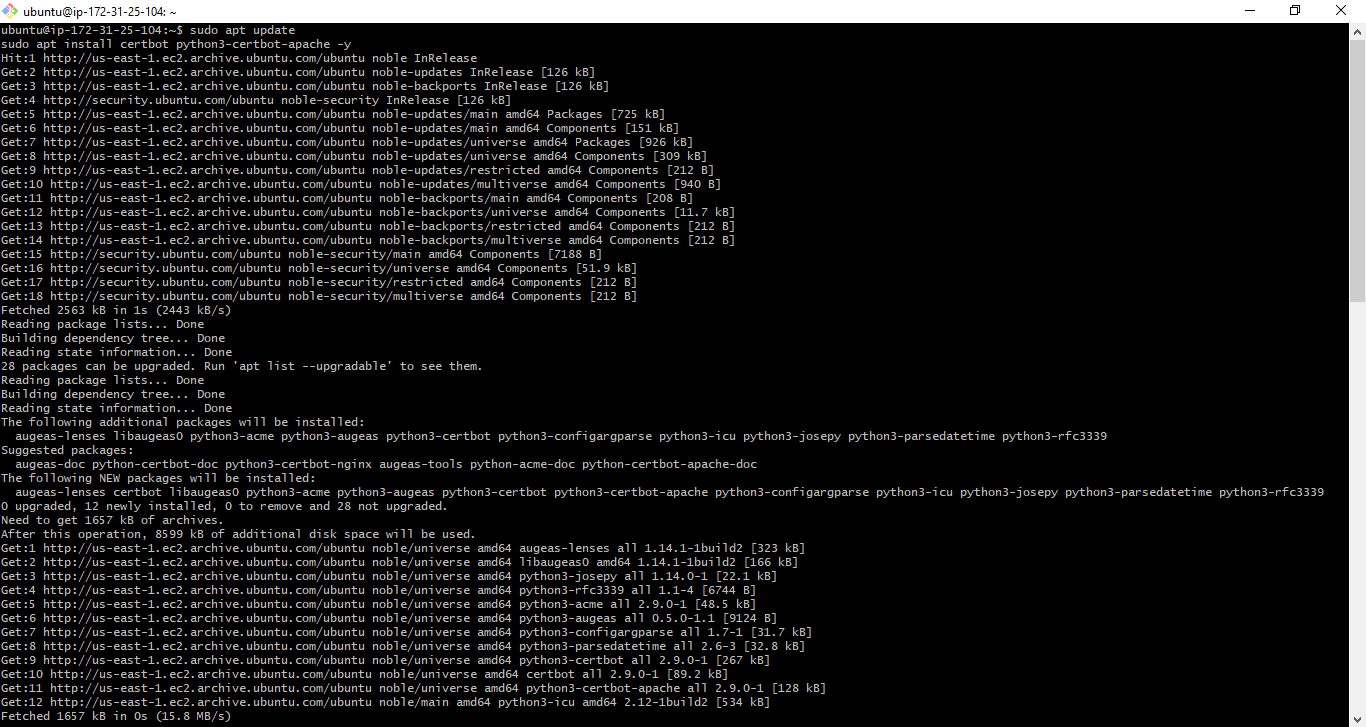 ubuntu@ip-172-31-25-104: ~
ubuntu@ip-172-31-25-104:~$ sudo apt update
sudo apt install certbot python3-certbot-apache -y
Hit:1 http://us-east-1.ec2.archive.ubuntu.com/ubuntu noble InRelease
Get:2 http://us-east-1.ec2.archive.ubuntu.com/ubuntu noble-updates InRelease [126 kB]
Get:3 http://us-east-1.ec2.archive.ubuntu.com/ubuntu noble-backports InRelease [126 kB]
Get:4 http://security.ubuntu.com/ubuntu noble-security InRelease [126 kB]
Get:5 http://us-east-1.ec2.archive.ubuntu.com/ubuntu noble-updates/main amd64 Packages [725 kB]
Get:6 http://us-east-1.ec2.archive.ubuntu.com/ubuntu noble-updates/main amd64 Components [151 kB]
Get:7 http://us-east-1.ec2.archive.ubuntu.com/ubuntu noble-updates/universe amd64 Packages [926 kB]
Get:8 http://us-east-1.ec2.archive.ubuntu.com/ubuntu noble-updates/universe amd64 Components [309 kB]
Get:9 http://us-east-1.ec2.archive.ubuntu.com/ubuntu noble-updates/restricted amd64 Components [212 B]
Get:10 http://us-east-1.ec2.archive.ubuntu.com/ubuntu noble-updates/multiverse amd64 Components [940 B]
Get:11 http://us-east-1.ec2.archive.ubuntu.com/ubuntu noble-backports/main amd64 Components [208 B]
Get:12 http://us-east-1.ec2.archive.ubuntu.com/ubuntu noble-backports/universe amd64 Components [11.7 kB]
Get:13 http://us-east-1.ec2.archive.ubuntu.com/ubuntu noble-backports/restricted amd64 Components [212 B]
Get:14 http://us-east-1.ec2.archive.ubuntu.com/ubuntu noble-backports/multiverse amd64 Components [212 B]
Get:15 http://security.ubuntu.com/ubuntu noble-security/main amd64 Components [7188 B]
Get:16 http://security.ubuntu.com/ubuntu noble-security/universe amd64 Components [51.9 kB]
Get:17 http://security.ubuntu.com/ubuntu noble-security/restricted amd64 Components [212 B]
Get:18 http://security.ubuntu.com/ubuntu noble-security/multiverse amd64 Components [212 B]
Fetched 2563 kB in 1s (2443 kB/s)
Reading package lists... Done
Building dependency tree... Done
Reading state information... Done
28 packages can be upgraded. Run 'apt list --upgradable' to see them.
Reading package lists... Done
Building dependency tree... Done
Reading state information... Done
The following additional packages will be installed:
  augeas-lenses libaugeas0 python3-acme python3-augeas python3-certbot python3-configargparse python3-icu python3-josepy python3-parsedatetime python3-rfc3339
Suggested packages:
  augeas-doc python-certbot-doc python3-certbot-nginx augeas-tools python-acme-doc python-certbot-apache-doc
The following NEW packages will be installed:
  augeas-lenses certbot libaugeas0 python3-acme python3-augeas python3-certbot python3-certbot-apache python3-configargparse python3-icu python3-josepy python3-parsedatetime python3-rfc3339
0 upgraded, 12 newly installed, 0 to remove and 28 not upgraded.
Need to get 1657 kB of archives.
After this operation, 8599 kB of additional disk space will be used.
Get:1 http://us-east-1.ec2.archive.ubuntu.com/ubuntu noble/universe amd64 augeas-lenses all 1.14.1-1build2 [323 kB]
Get:2 http://us-east-1.ec2.archive.ubuntu.com/ubuntu noble/universe amd64 libaugeas0 amd64 1.14.1-1build2 [166 kB]
Get:3 http://us-east-1.ec2.archive.ubuntu.com/ubuntu noble/universe amd64 python3-josepy all 1.14.0-1 [22.1 kB]
Get:4 http://us-east-1.ec2.archive.ubuntu.com/ubuntu noble/universe amd64 python3-rfc3339 all 1.1-4 [6744 B]
Get:5 http://us-east-1.ec2.archive.ubuntu.com/ubuntu noble/universe amd64 python3-acme all 2.9.0-1 [48.5 kB]
Get:6 http://us-east-1.ec2.archive.ubuntu.com/ubuntu noble/universe amd64 python3-augeas all 0.5.0-1.1 [9124 B]
Get:7 http://us-east-1.ec2.archive.ubuntu.com/ubuntu noble/universe amd64 python3-configargparse all 1.7-1 [31.7 kB]
Get:8 http://us-east-1.ec2.archive.ubuntu.com/ubuntu noble/universe amd64 python3-parsedatetime all 2.6-3 [32.8 kB]
Get:9 http://us-east-1.ec2.archive.ubuntu.com/ubuntu noble/universe amd64 python3-certbot all 2.9.0-1 [267 kB]
Get:10 http://us-east-1.ec2.archive.ubuntu.com/ubuntu noble/universe amd64 certbot all 2.9.0-1 [89.2 kB]
Get:11 http://us-east-1.ec2.archive.ubuntu.com/ubuntu noble/universe amd64 python3-certbot-apache all 2.9.0-1 [128 kB]
Get:12 http://us-east-1.ec2.archive.ubuntu.com/ubuntu noble/main amd64 python3-icu amd64 2.12-1build2 [534 kB]
Fetched 1657 kB in 0s (15.8 MB/s)